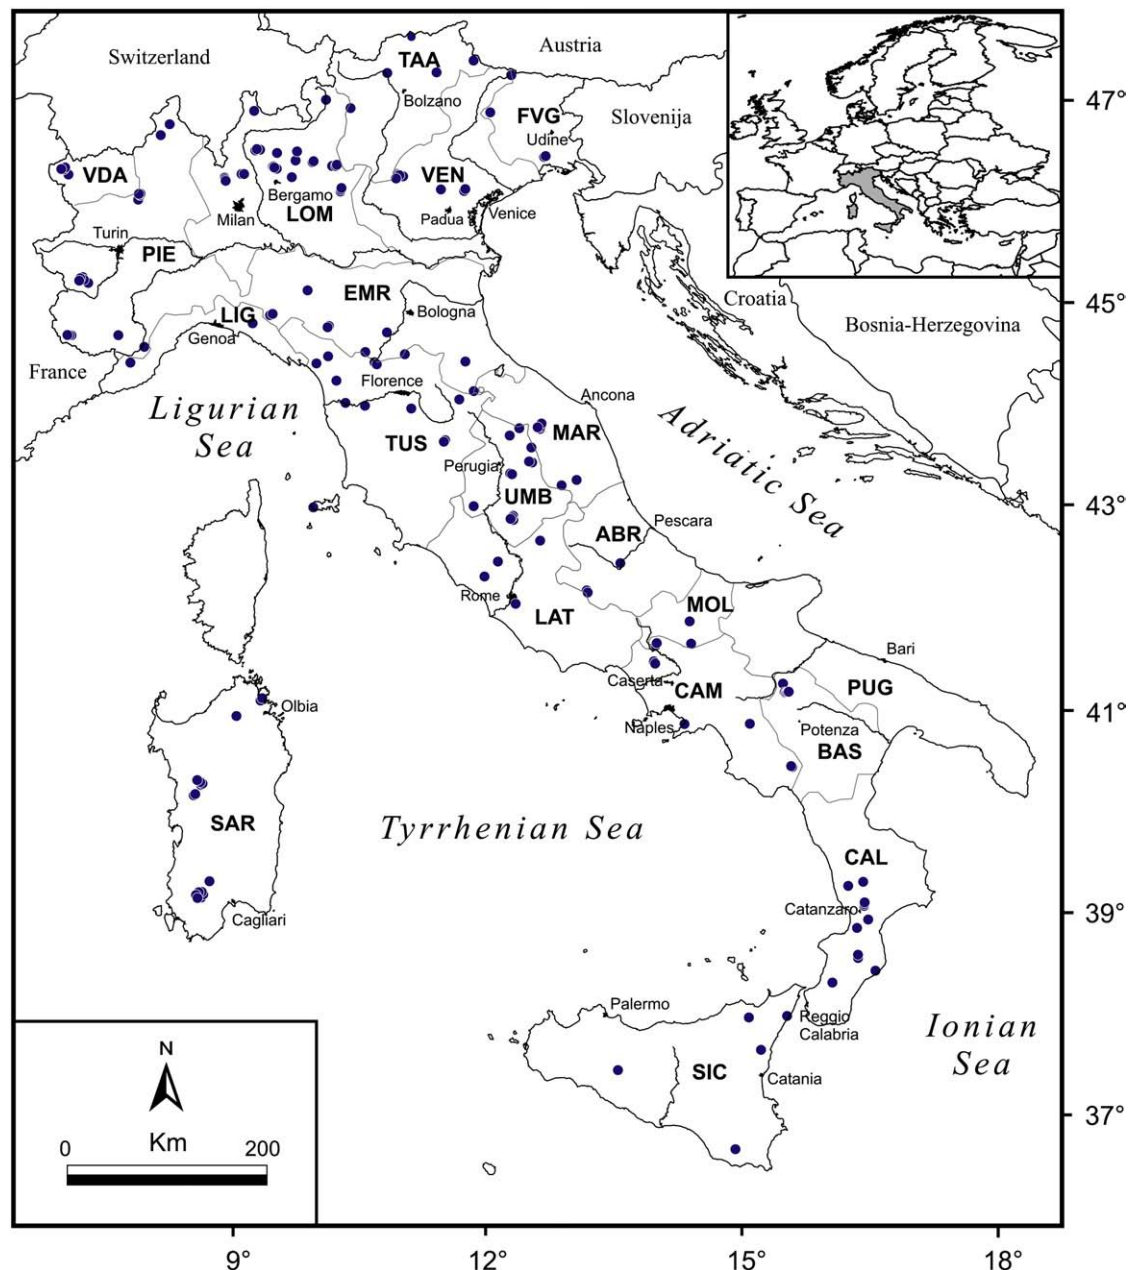 Switzerland
Austria
TAA
Bolzano
47°
FVG
Slovenija
Udine
VDA
VEN
Bergamo
LOM
Milan
Padua
Venice
Turin
PIE
EMR
Croatia
45°
LIG
Bologna
Bosnia-Herzegovina
Genoa
France
Florence
Ligurian
Sea
Ancona
Adriatic Sea
TUS
MAR
Perugia
UMB
43°
ABR
Pescara
Rome
LAT
MOL
Bari
Caserta
CAM
PUG
Olbia
41°
Naples
Potenza
BAS
SAR
Tyrrhenian Sea
CAL
Catanzaro
Cagliari
39°
Palermo
Reggio
Calabria
Ionian
Sea
N
SIC
Catania
37°
Km
0 200
9° 12° 15° 18°